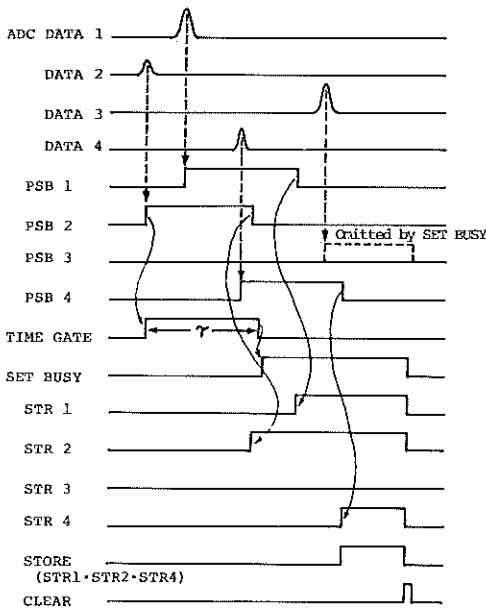 ADC DATA 1
DATA 2
DATA 3
DATA 4
PSB 1
PSB 2
Omitted by SET BUSY
PSB 3
PSB 4
TIME GATE
τ
SET BUSY
STR 1
STR 2
STR 3
STR 4
STORE
(STR1·STR2·STR4)
CLEAR